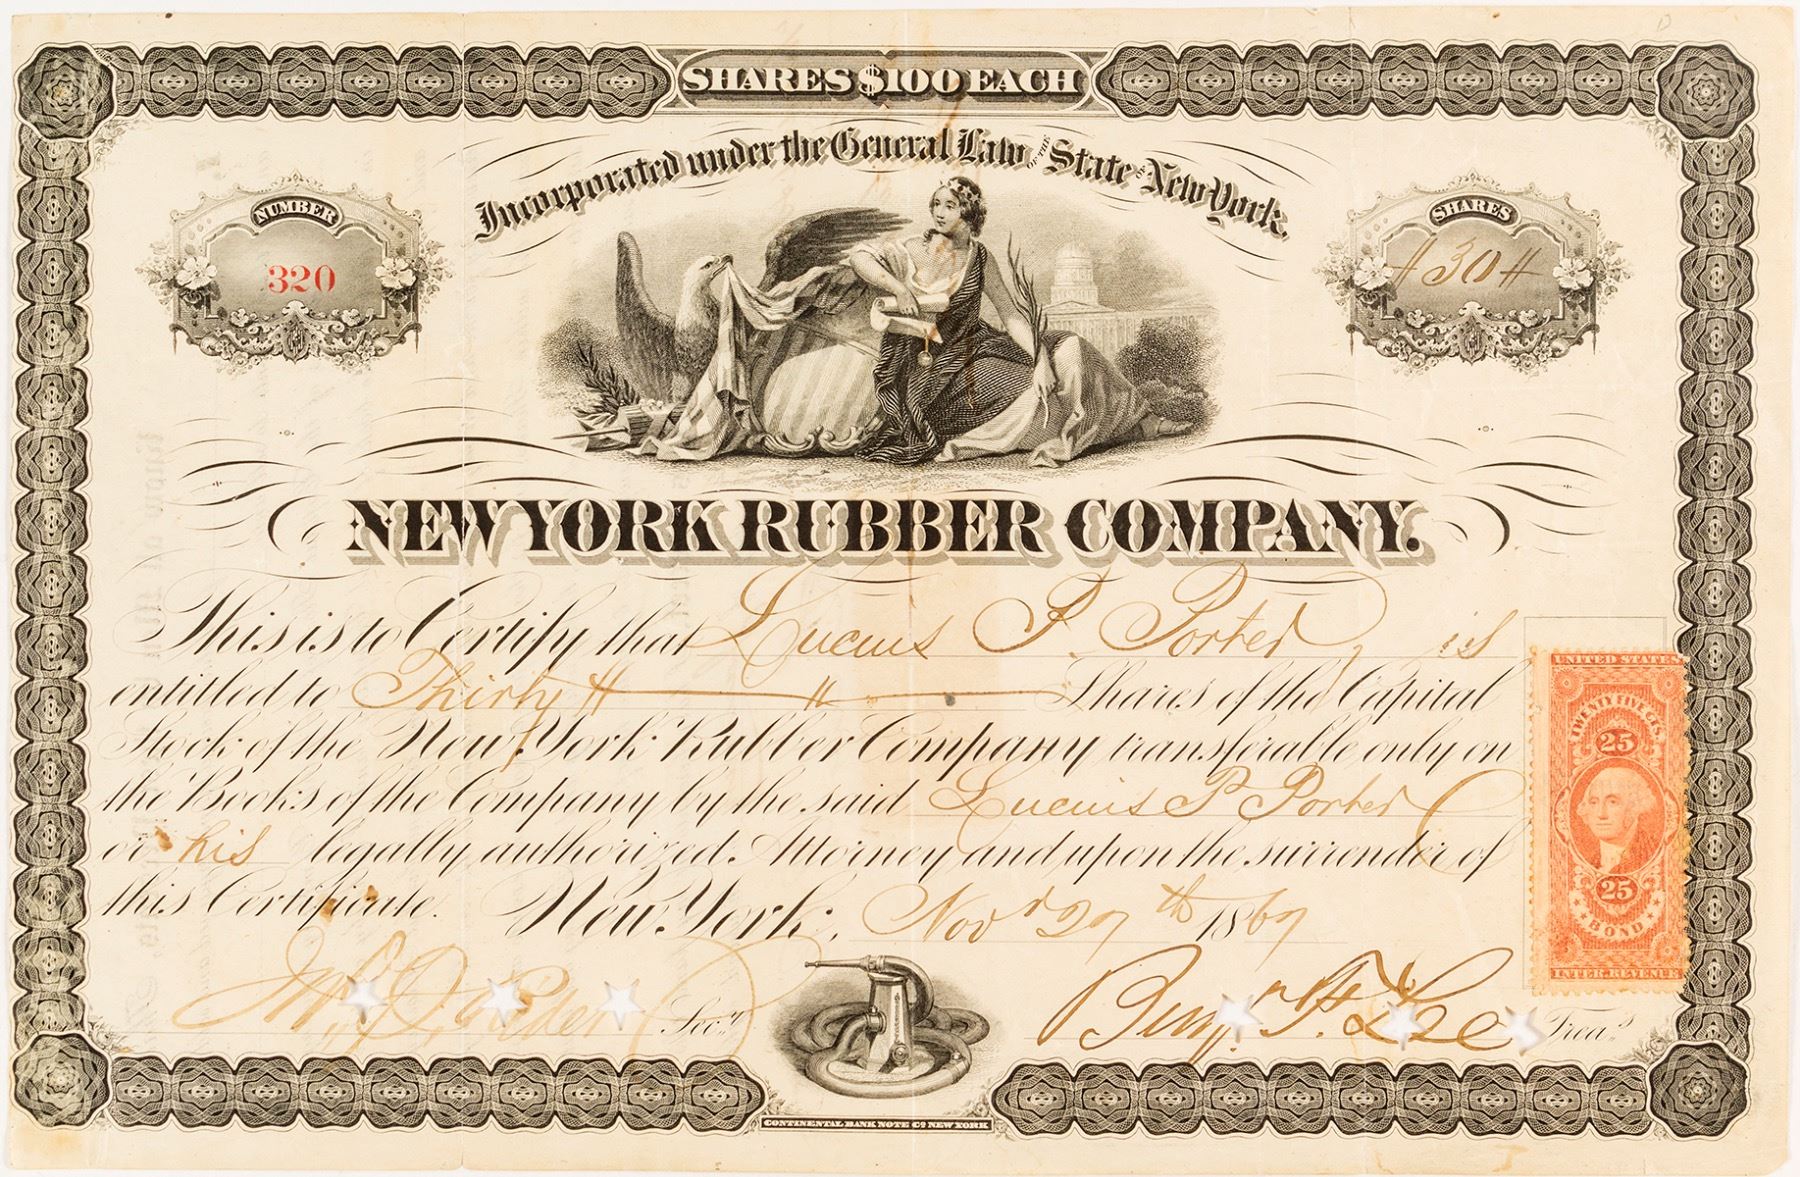 SHARES $100 EACH
Incorporated under the General Law OF THE State OF New York.
NUMBER
320
SHARES
30
NEW YORK RUBBER COMPANY.
This is to Certify that Lucius P. Porter, is
entitled to Thirty Shares of the Capital
Stock of the New York Rubber Company transferable only on
the Books of the Company by the said Lucius P Porter
or his legally authorized Attorney and upon the surrender of
this Certificate. New York, Nov 29th 1867
Secy.
Benj. F. Lee Treas.
CONTINENTAL BANK NOTE CO NEW YORK
UNITED STATES
TWENTY FIVE CTS.
25
25
BOND
INTER. REVENUE